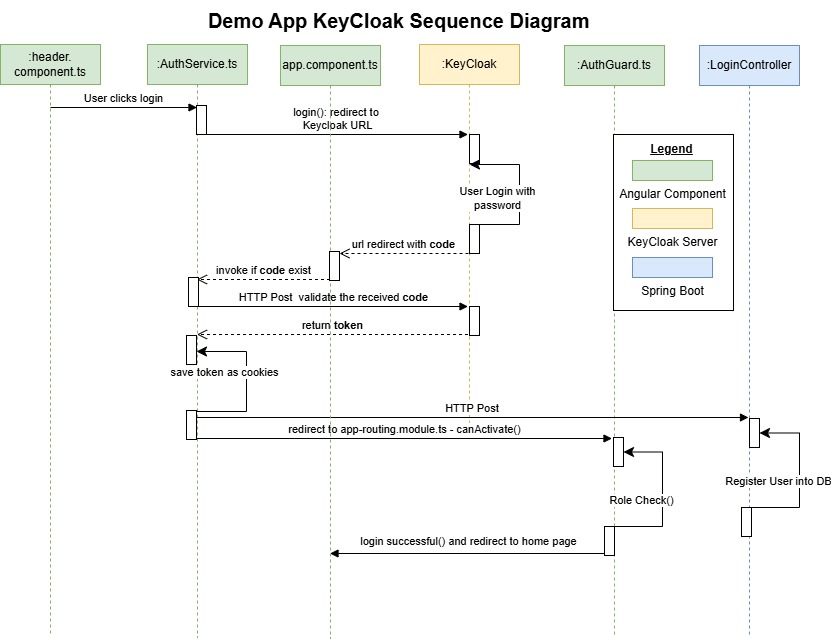 Demo App KeyCloak Sequence Diagram
:header.
component.ts
:AuthService.ts
app.component.ts
:KeyCloak
:AuthGuard.ts
:LoginController
User clicks login
login(): redirect to
Keycloak URL
Legend
Angular Component
KeyCloak Server
Spring Boot
User Login with
password
url redirect with code
invoke if code exist
HTTP Post  validate the received code
return token
save token as cookies
HTTP Post
redirect to app-routing.module.ts - canActivate()
Register User into DB
Role Check()
login successful() and redirect to home page